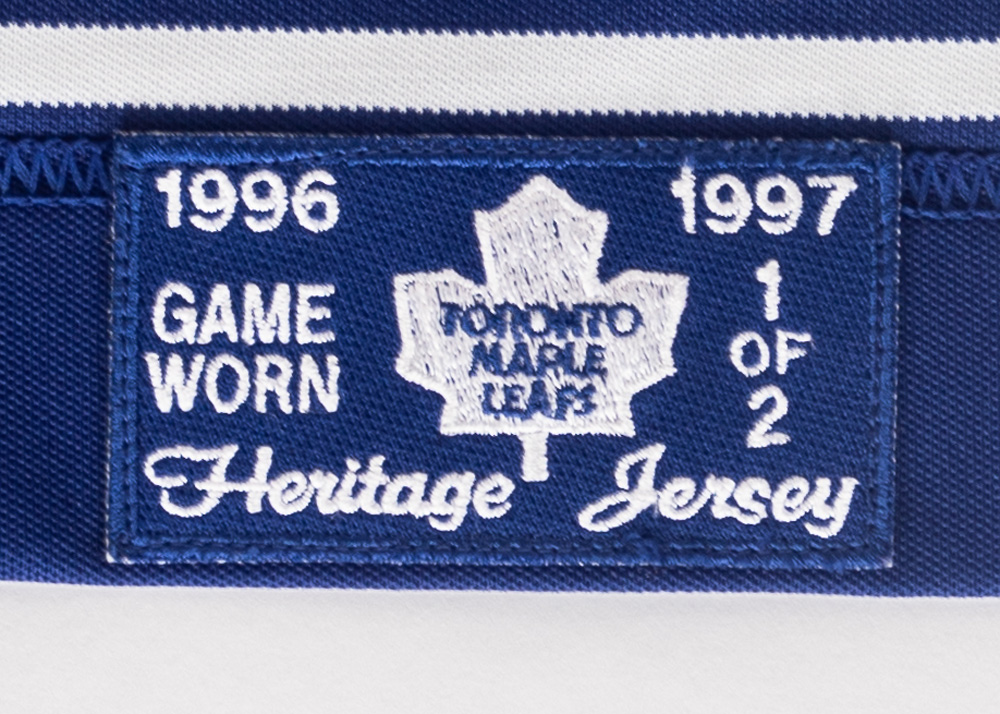 1996
1997
GAME
WORN
TORONTO
MAPLE
LEAFS
1
OF
2
Heritage Jersey